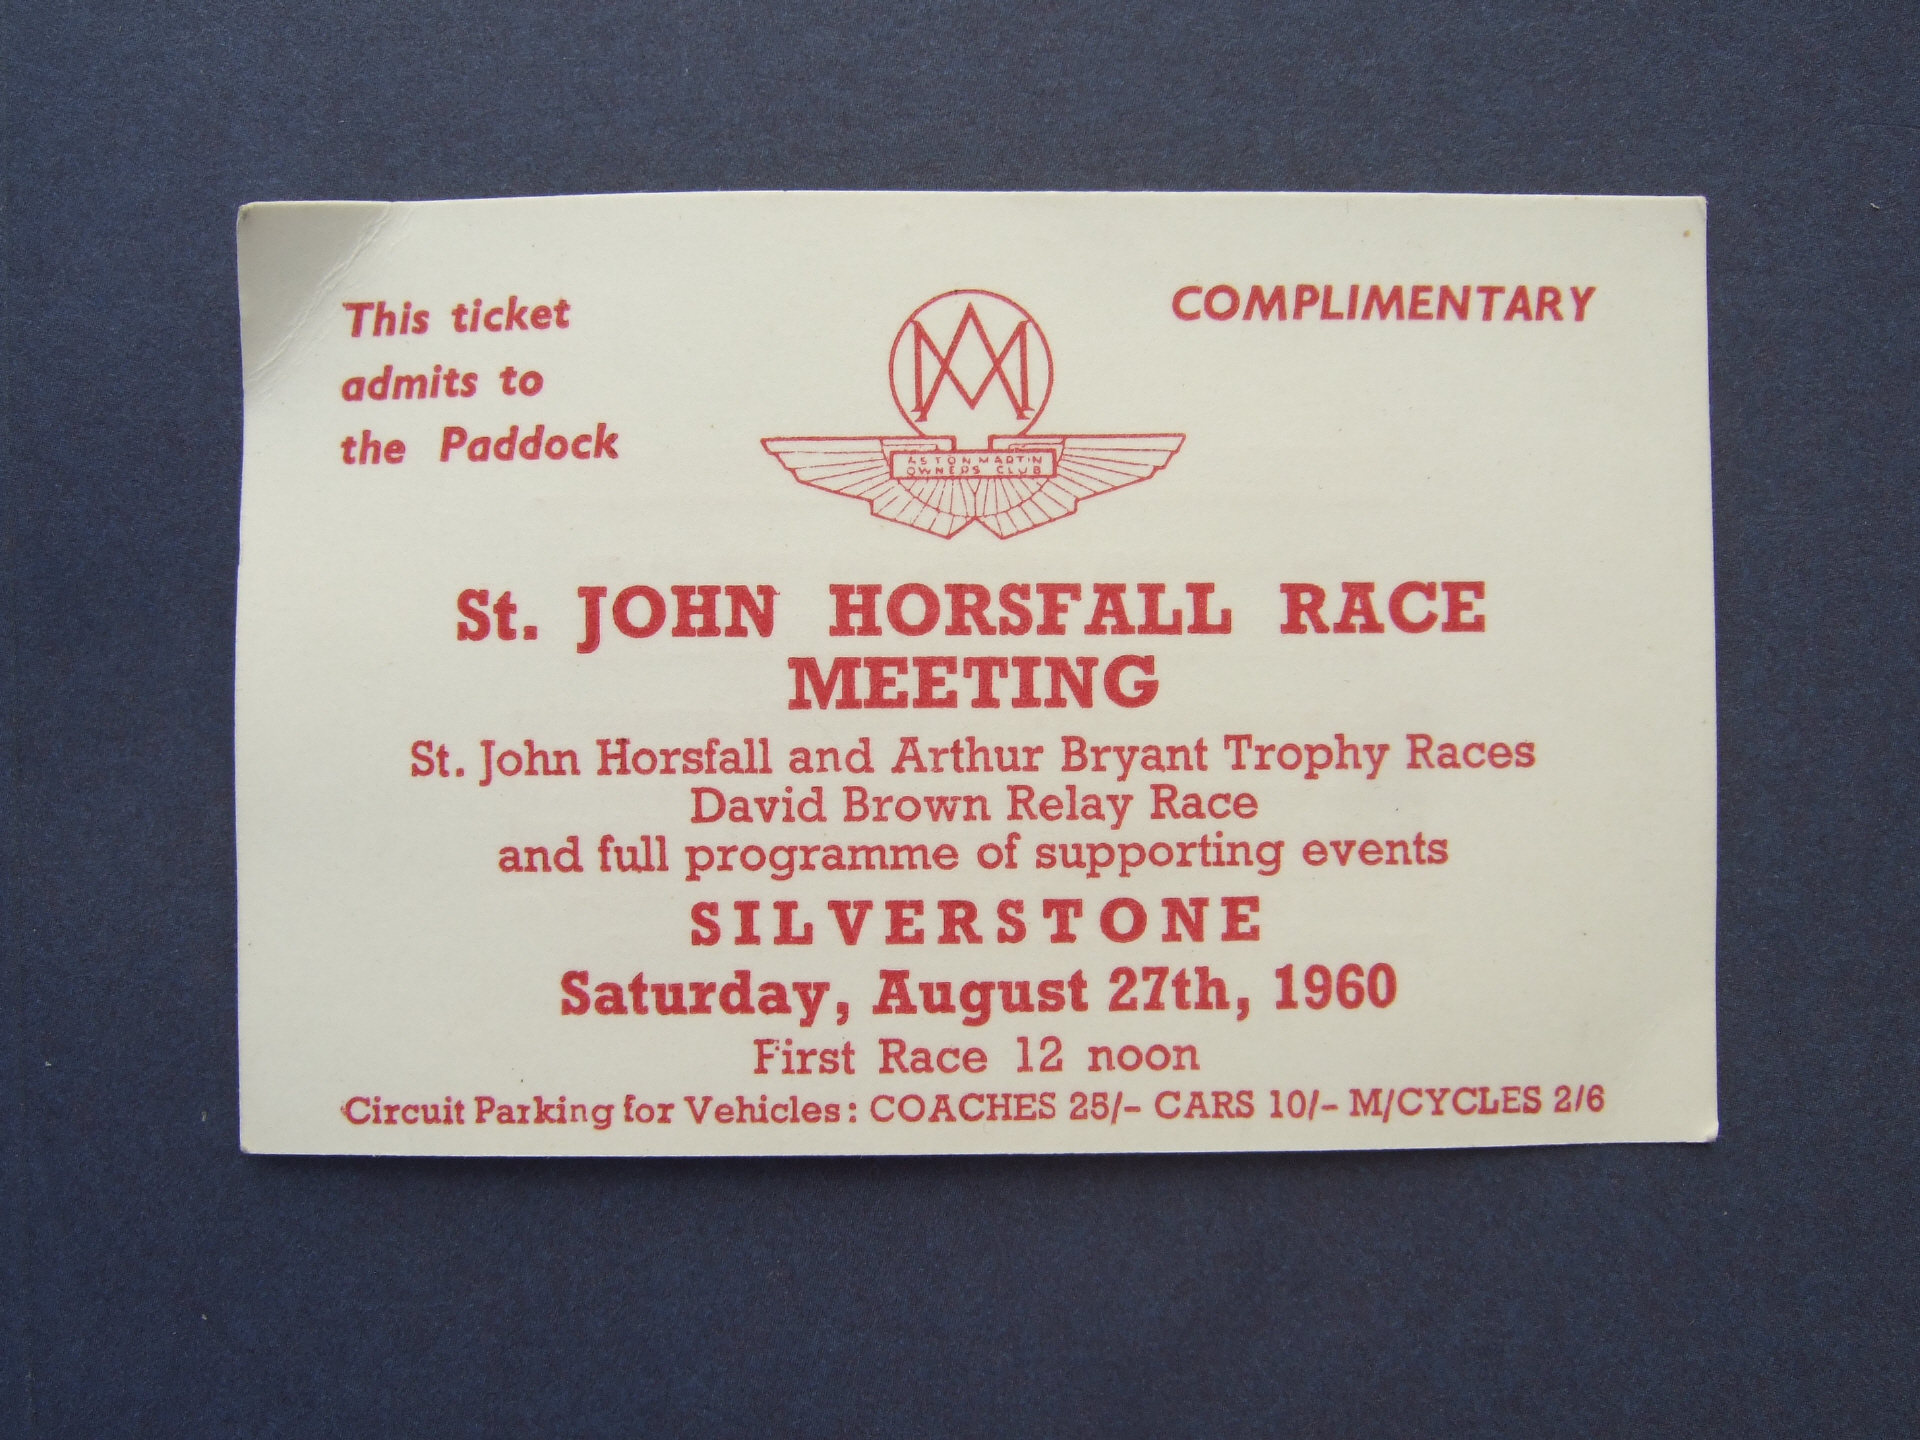 This ticket
admits to
the Paddock
COMPLIMENTARY
AM
ASTON MARTIN
OWNERS CLUB
St. JOHN HORSFALL RACE
MEETING
St. John Horsfall and Arthur Bryant Trophy Races
David Brown Relay Race
and full programme of supporting events
SILVERSTONE
Saturday, August 27th, 1960
First Race 12 noon
Circuit Parking for Vehicles: COACHES 25/- CARS 10/- M/CYCLES 2/6